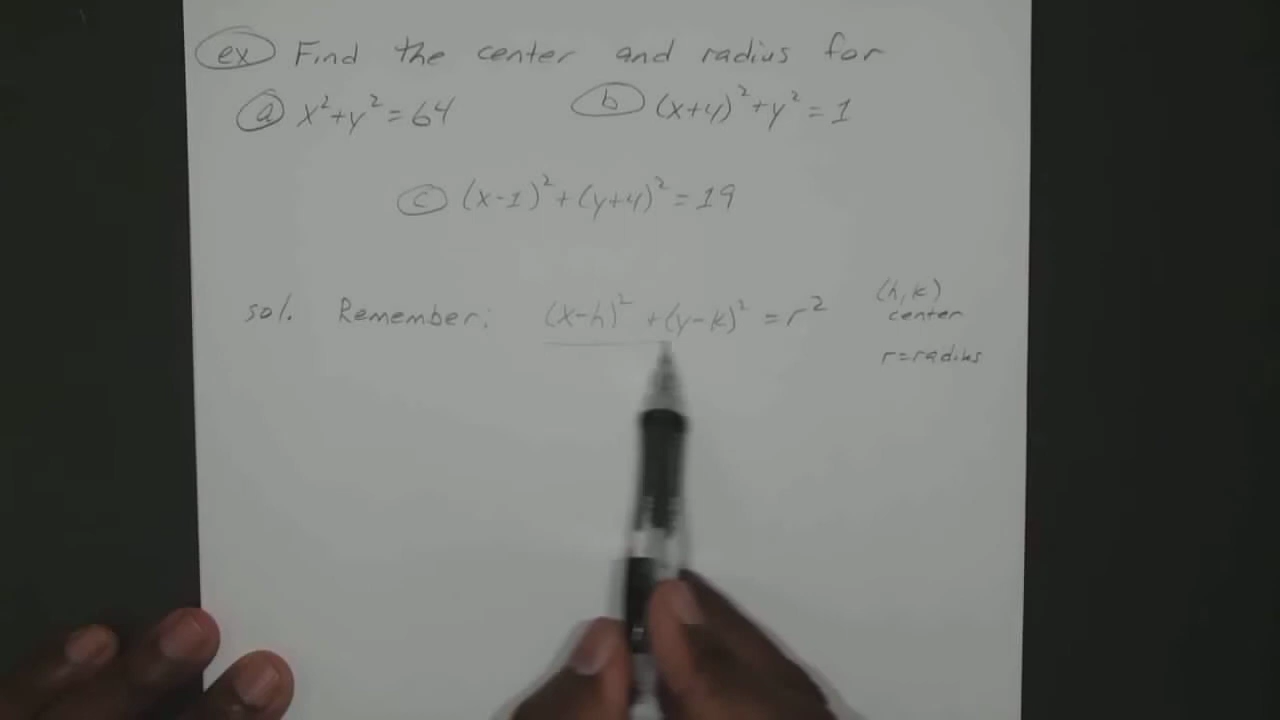 ex Find the center and radius for
a x²+y²=64 b (x+4)²+y²=1
c (x-1)²+(y+4)²=19
sol. Remember: (x-h)²+(y-k)²=r² (h,k)
center
r=radius